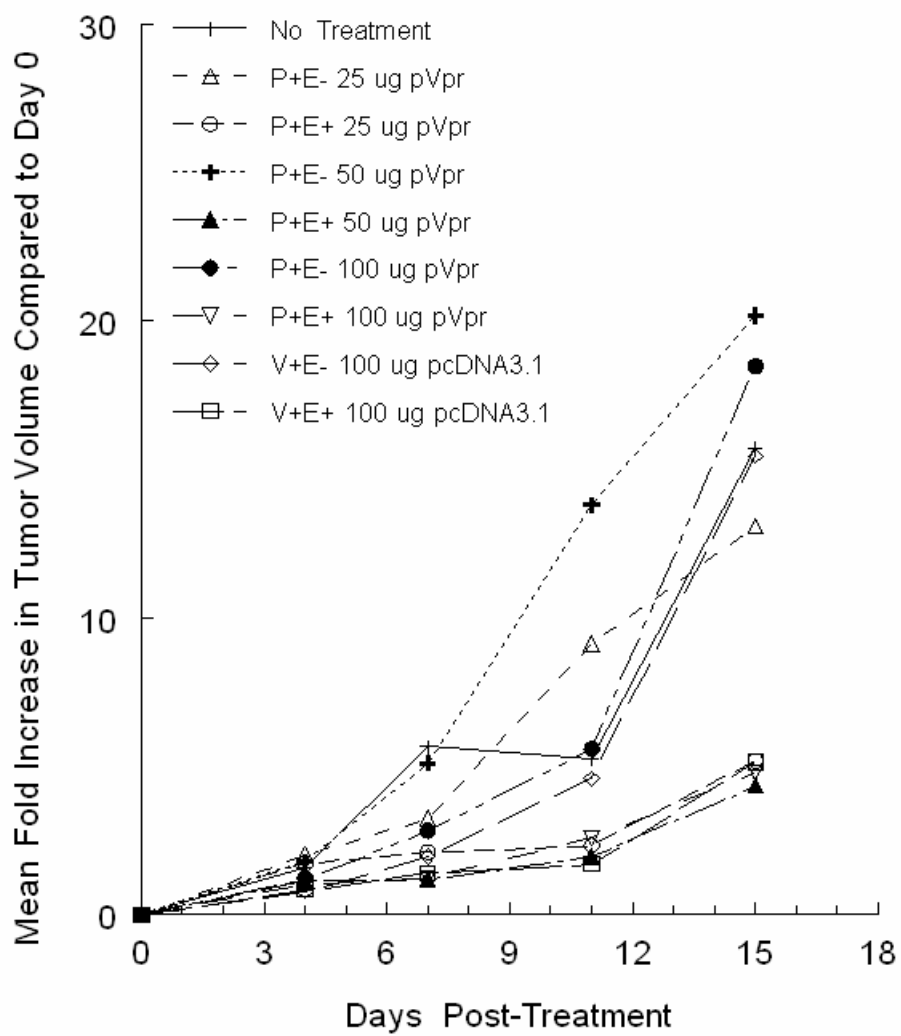 Mean Fold Increase in Tumor Volume Compared to Day 0
30
20
10
0
No Treatment
P+E- 25 ug pVpr
P+E+ 25 ug pVpr
P+E- 50 ug pVpr
P+E+ 50 ug pVpr
P+E- 100 ug pVpr
P+E+ 100 ug pVpr
V+E- 100 ug pcDNA3.1
V+E+ 100 ug pcDNA3.1
0 3 6 9 12 15 18
Days Post-Treatment